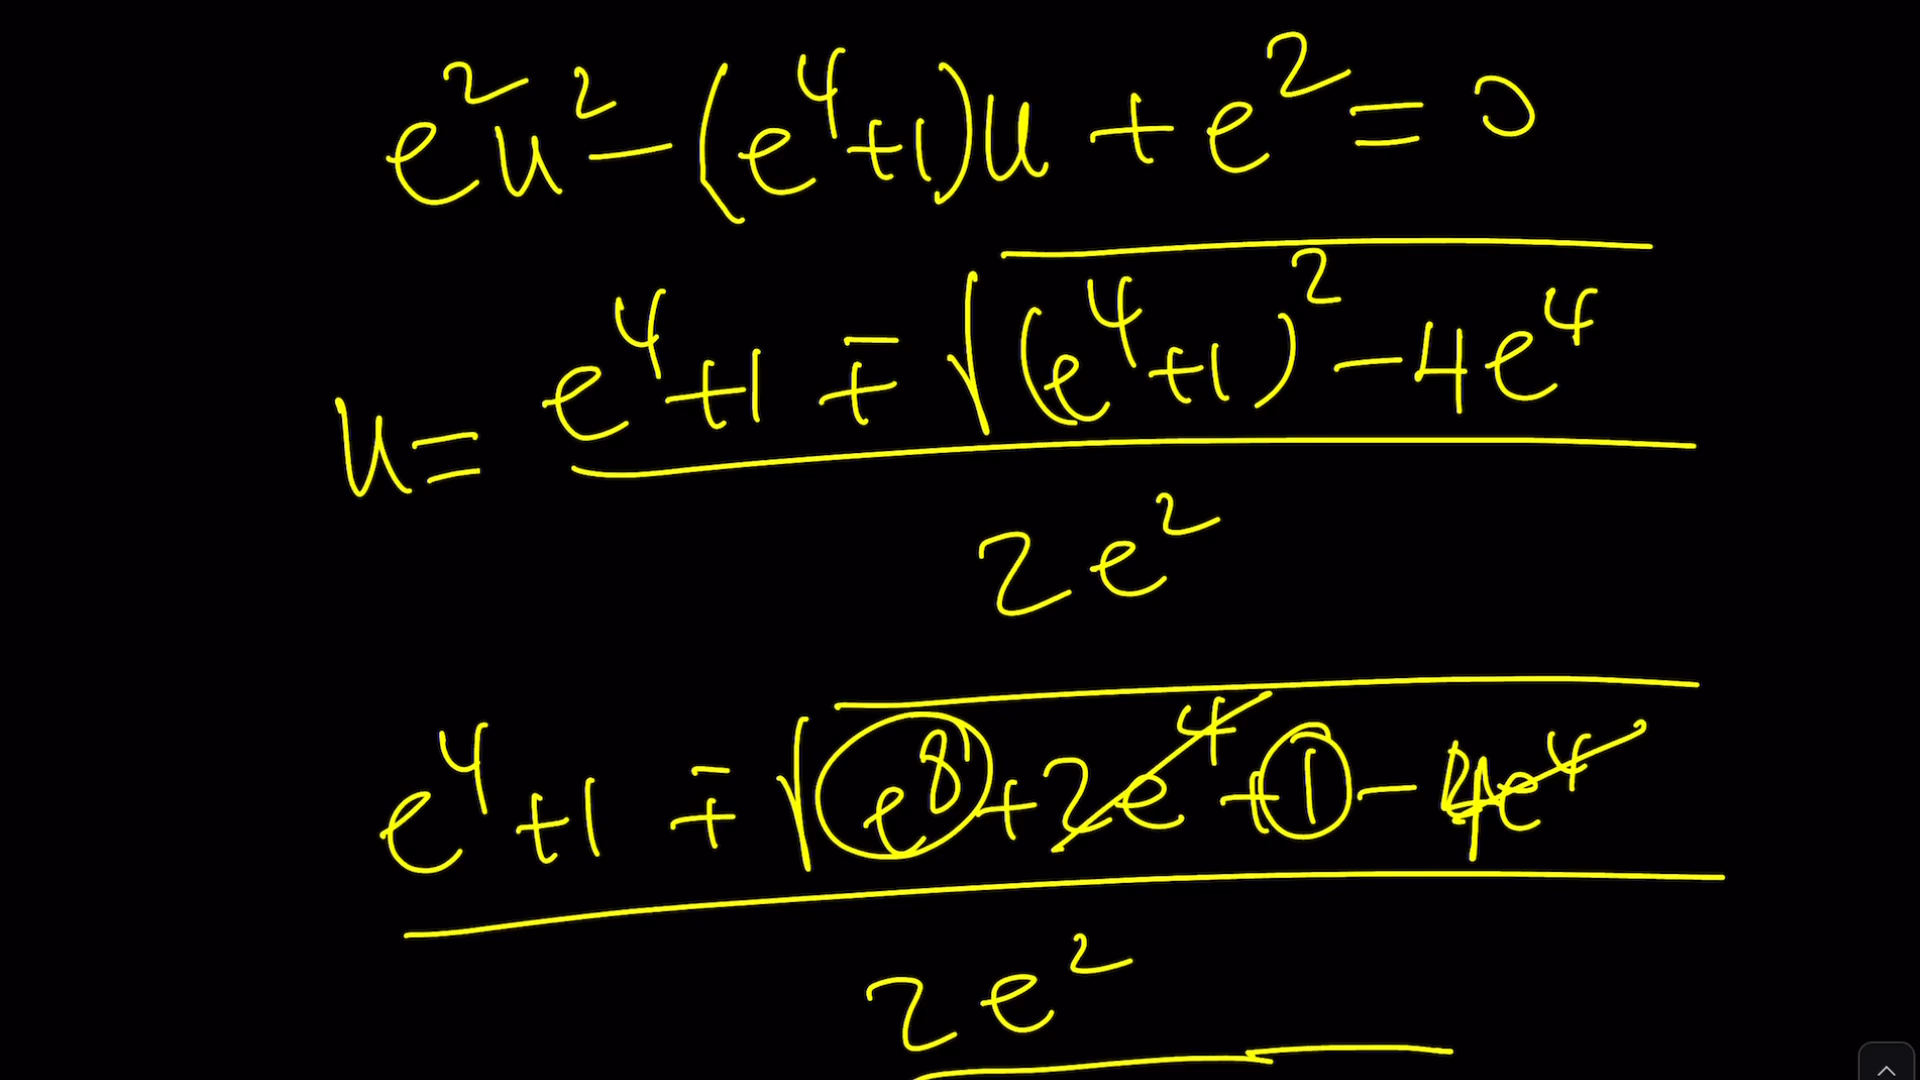 e²u² − (e⁴+1)u + e² = 0
u = (e⁴+1 ∓ √((e⁴+1)² − 4e⁴)) / (2e²)
(e⁴+1 ∓ √(e⁸ + 2e⁴ + 1 − 4e⁴)) / (2e²)